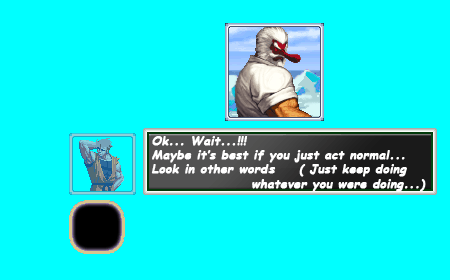 Ok... Wait...!!!
Maybe it's best if you just act normal...
Look in other words ( Just keep doing
whatever you were doing...)